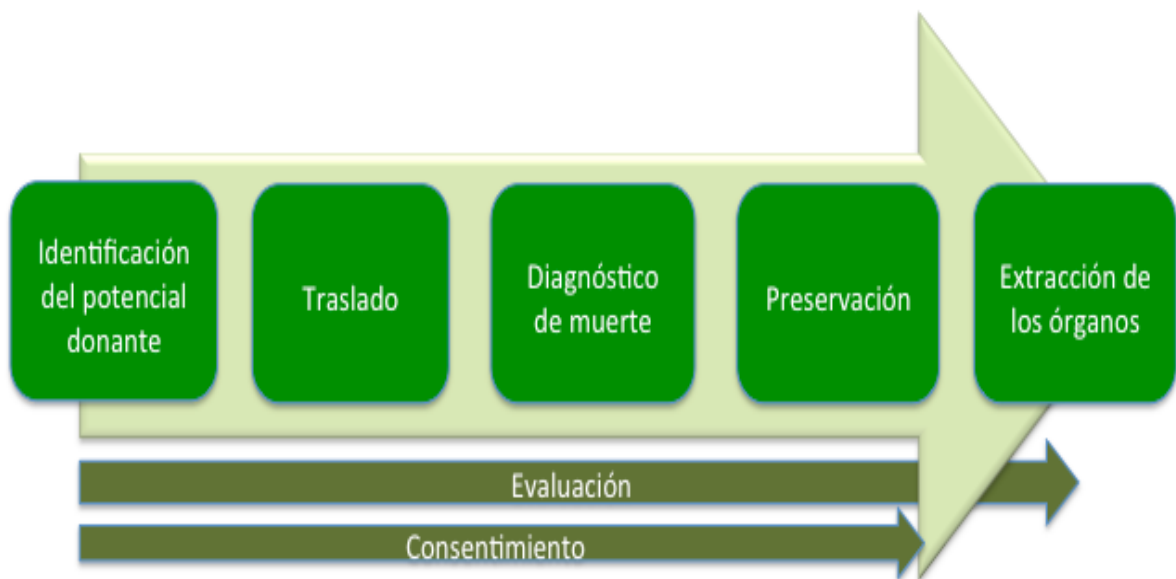 Identificación
del potencial
donante
Traslado
Diagnóstico
de muerte
Preservación
Extracción de
los órganos
Evaluación
Consentimiento